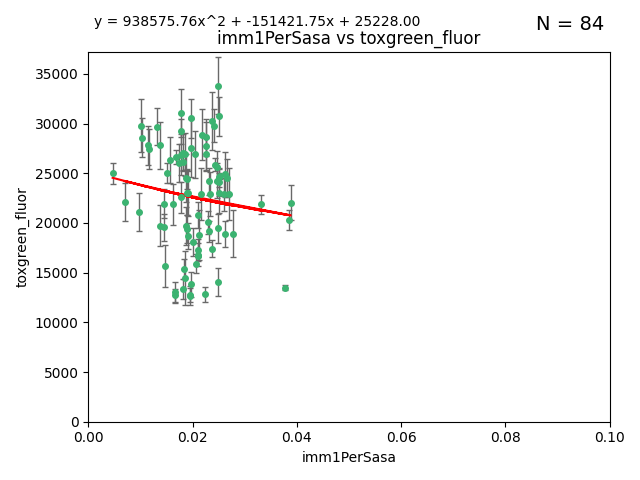 y = 938575.76x^2 + -151421.75x + 25228.00
N = 84
imm1PerSasa vs toxgreen_fluor
toxgreen_fluor
35000
30000
25000
20000
15000
10000
5000
0
0.00 0.02 0.04 0.06 0.08 0.10
imm1PerSasa